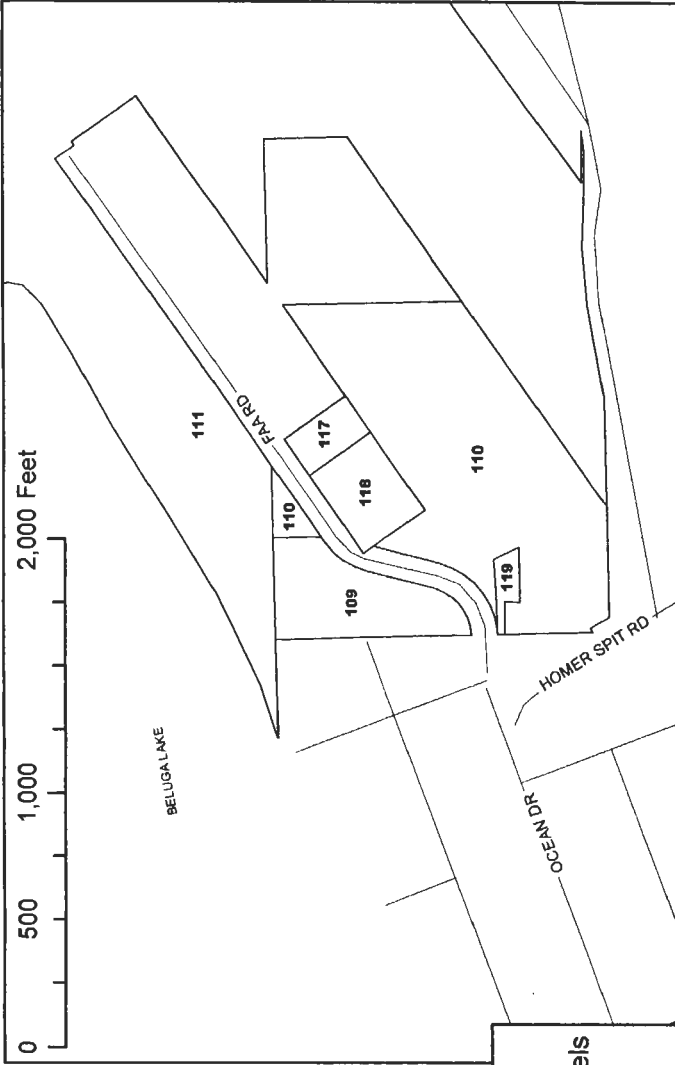 0 500 1,000 2,000 Feet
BELUGA LAKE
111
FAA RD
117
110
118
110
109
119
HOMER SPIT RD
OCEAN DR
els